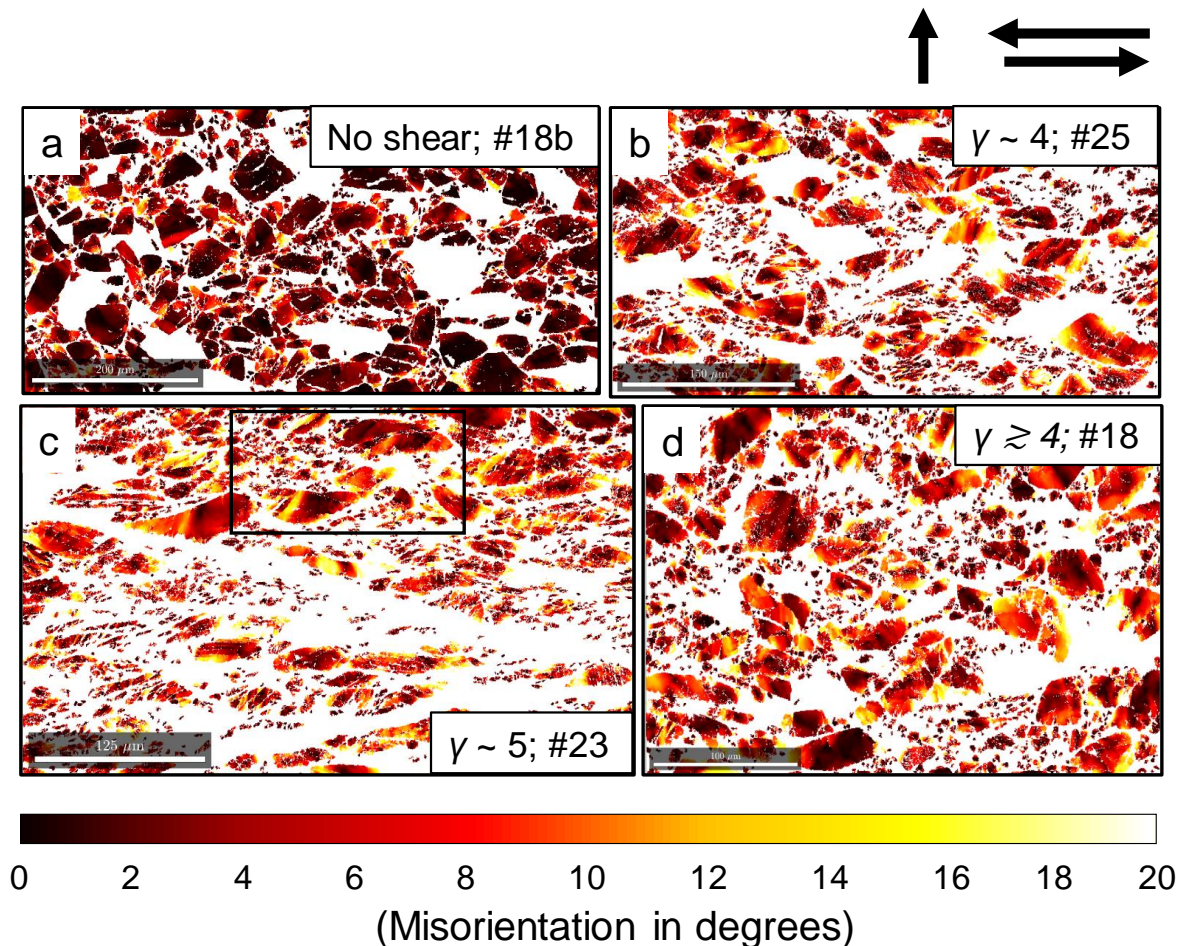 a
No shear; #18b
200 μm
b
γ ~ 4; #25
150 μm
c
γ ~ 5; #23
125 μm
d
γ ≳ 4; #18
100 μm
0 2 4 6 8 10 12 14 16 18 20
(Misorientation in degrees)